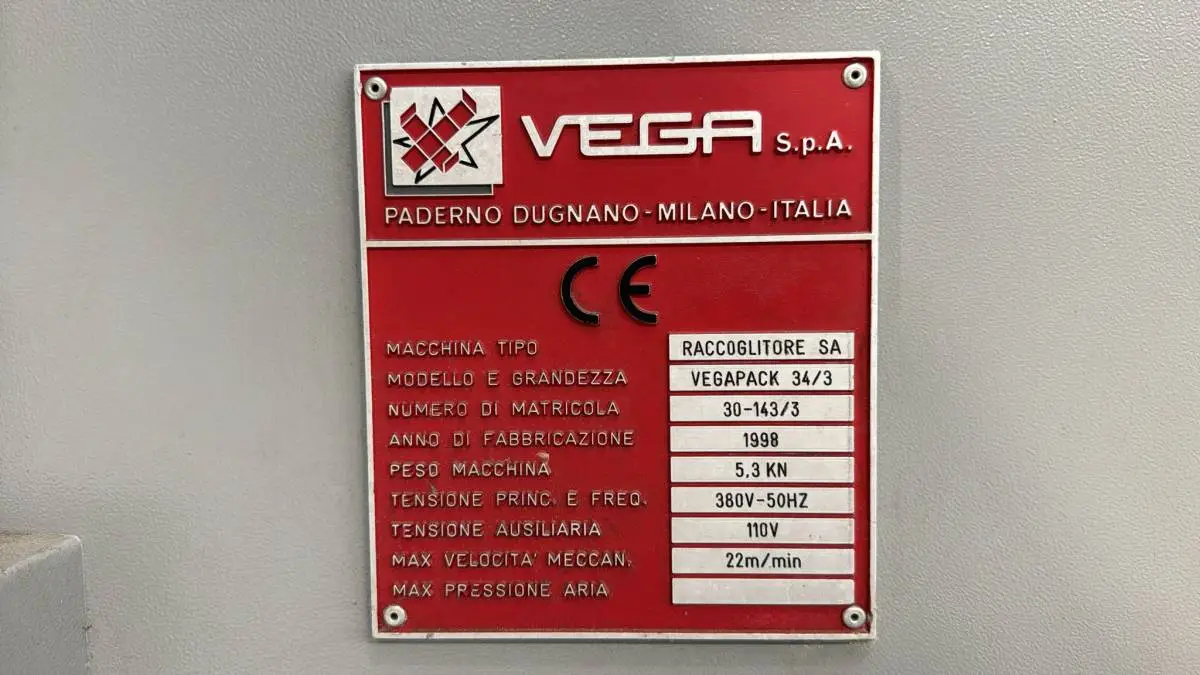 VEGA S.p.A.
PADERNO DUGNANO - MILANO - ITALIA
CE
MACCHINA TIPO RACCOGLITORE SA
MODELLO E GRANDEZZA VEGAPACK 34/3
NUMERO DI MATRICOLA 30-143/3
ANNO DI FABBRICAZIONE 1998
PESO MACCHINA 5,3 KN
TENSIONE PRINC. E FREQ. 380V-50HZ
TENSIONE AUSILIARIA 110V
MAX VELOCITA' MECCAN. 22m/min
MAX PRESSIONE ARIA